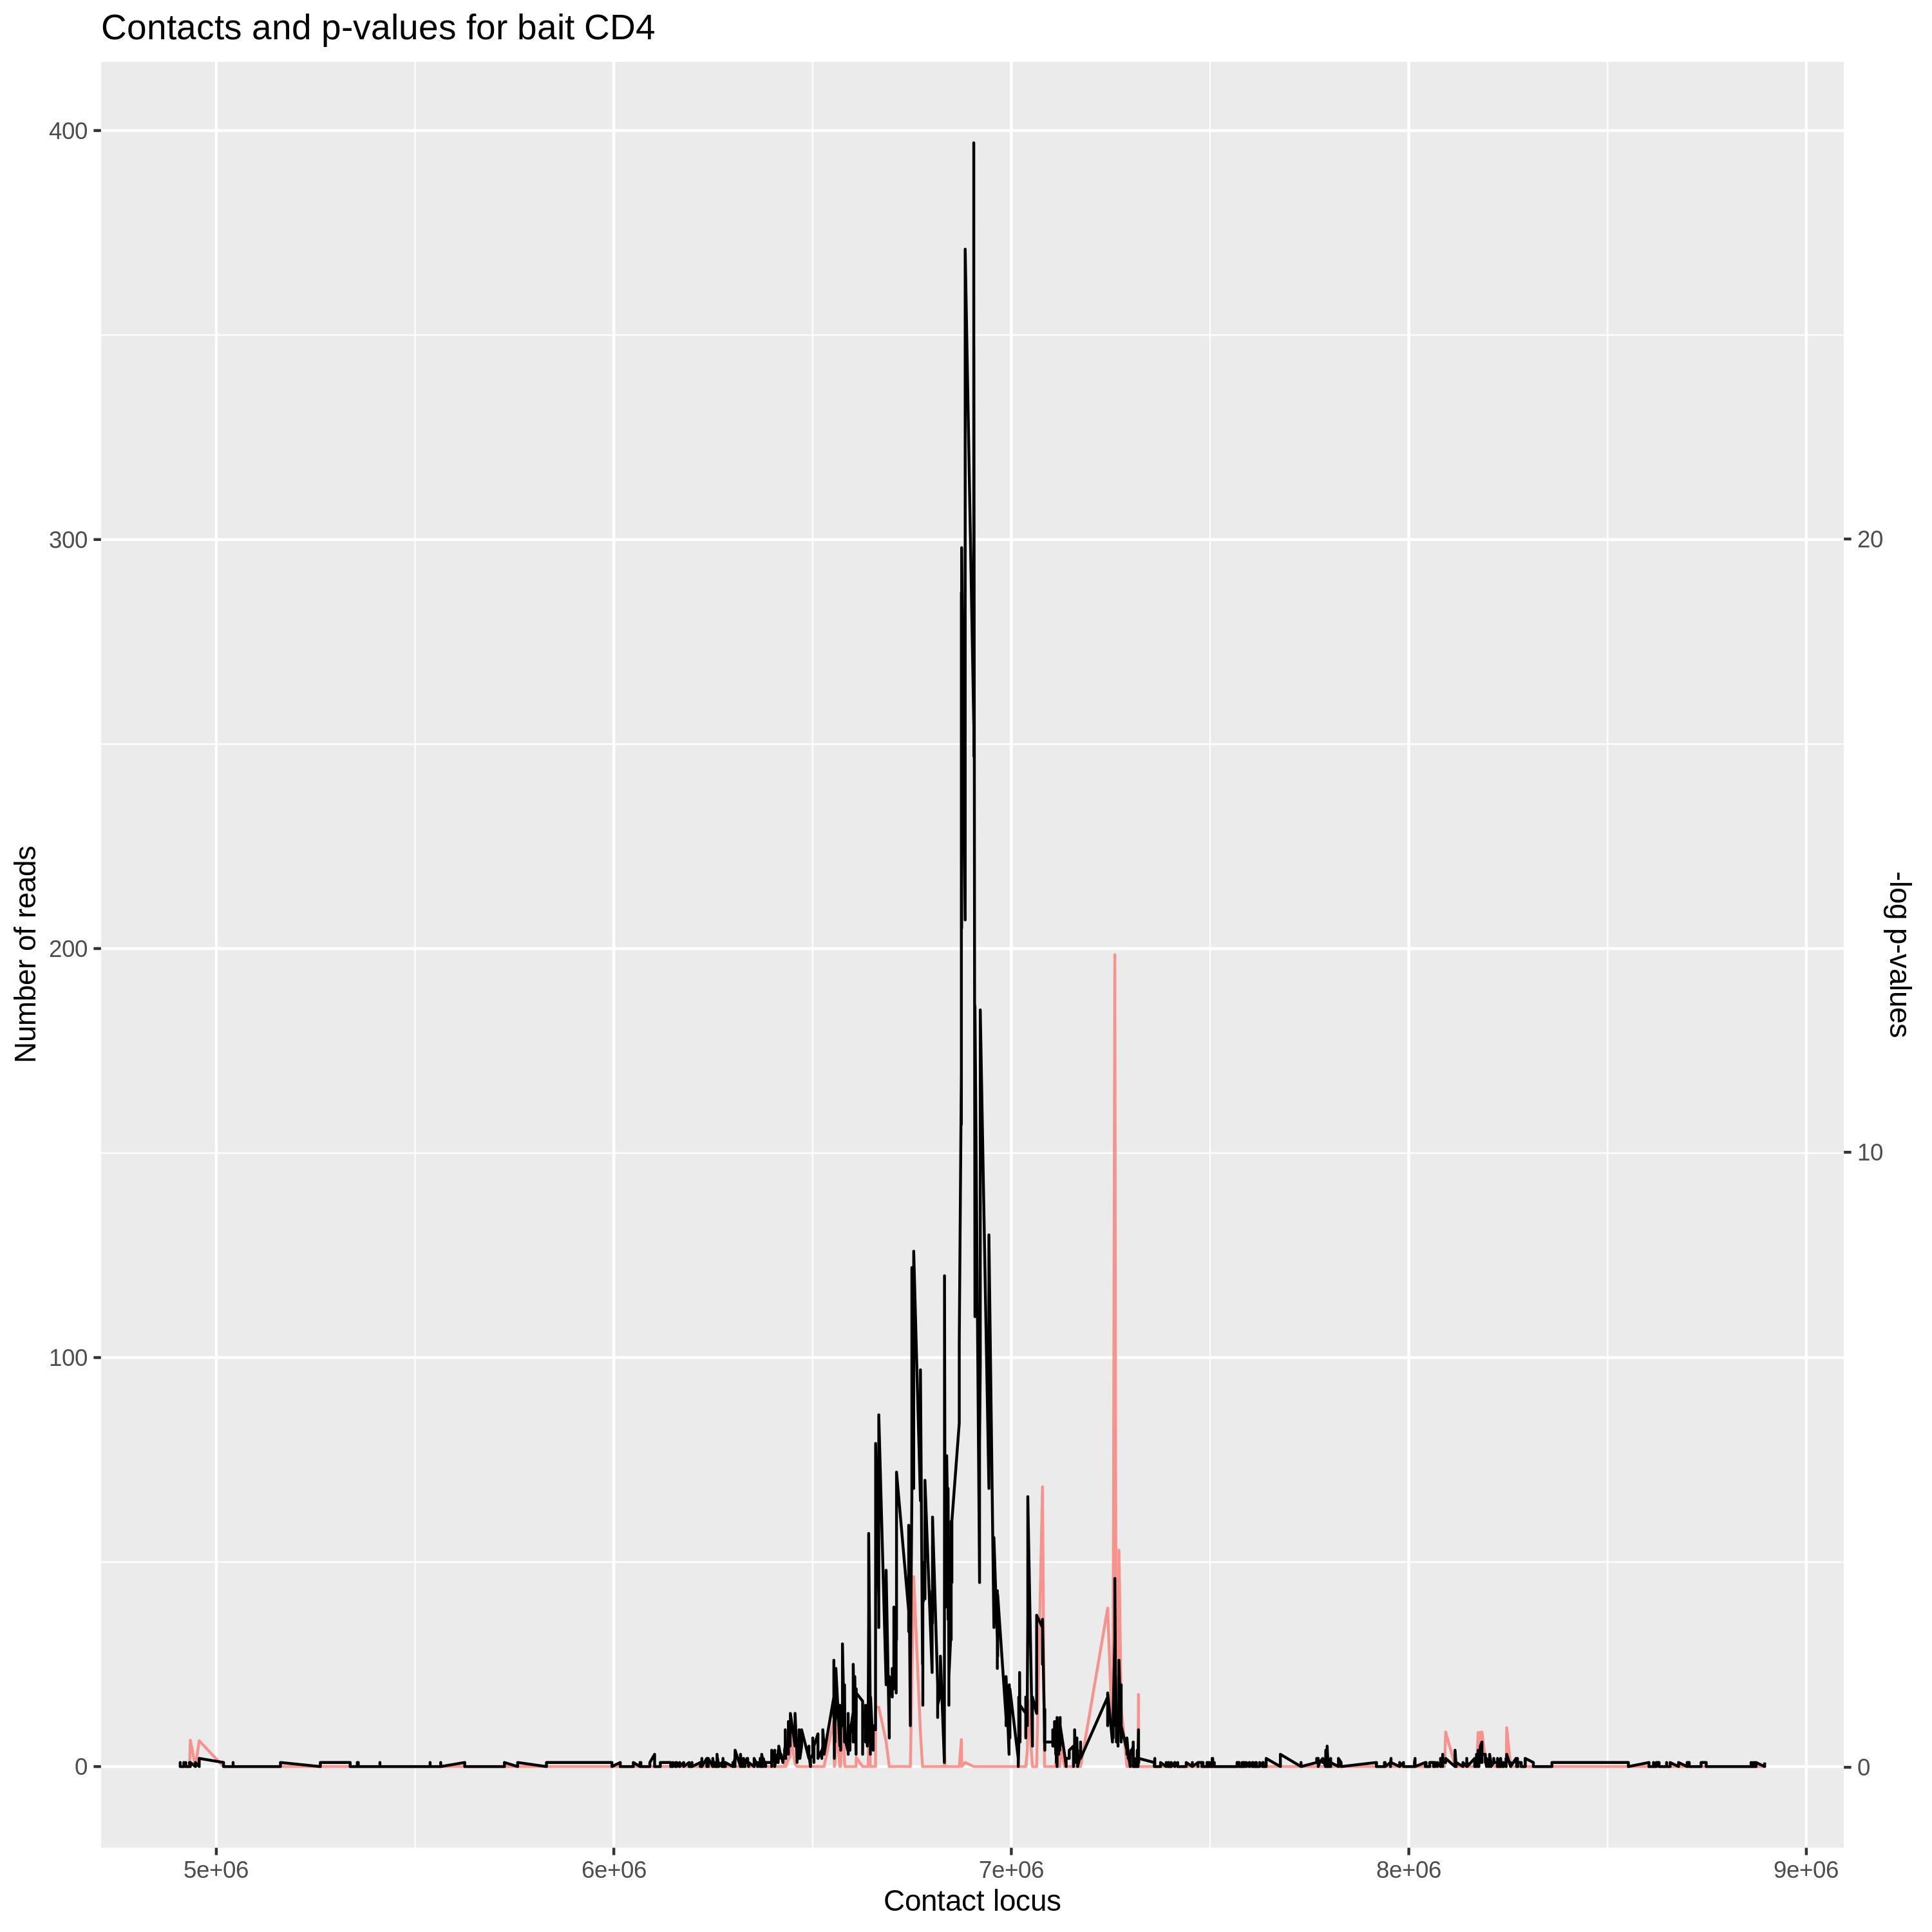 Contacts and p-values for bait CD4
400
300
200
100
0
Number of reads
20
10
0
-log p-values
5e+06
6e+06
7e+06
8e+06
9e+06
Contact locus